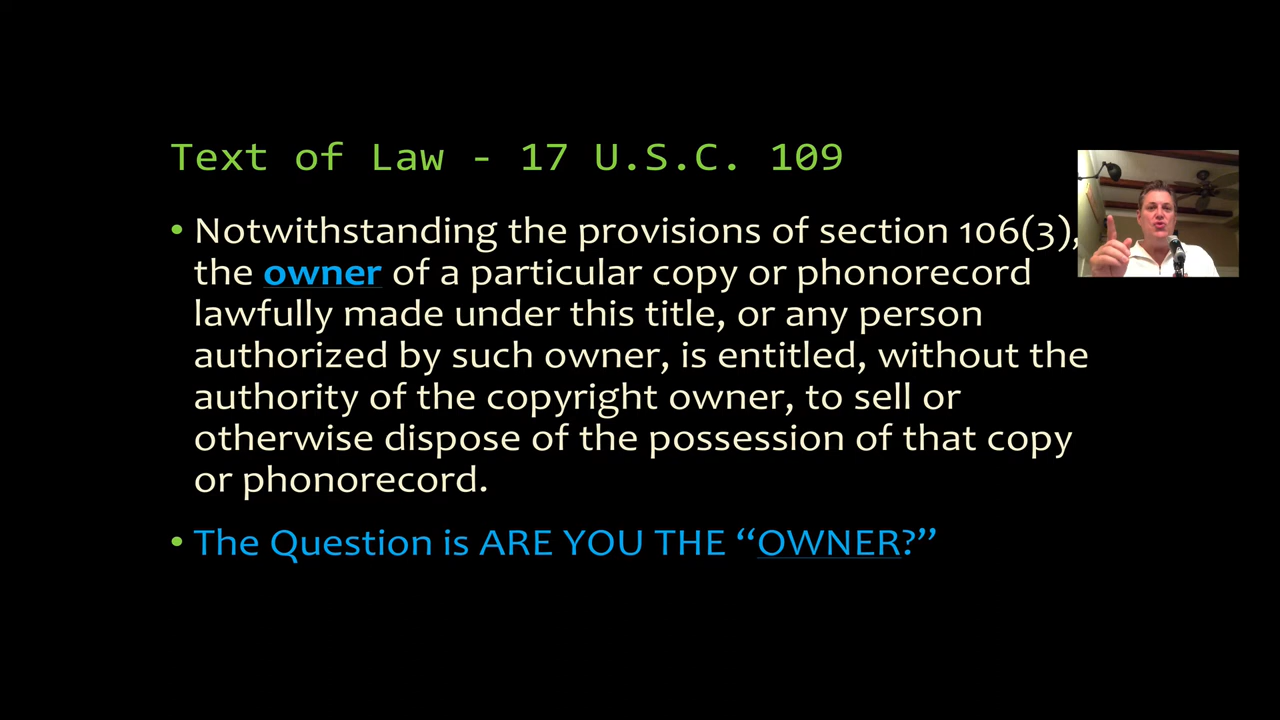 Text of Law - 17 U.S.C. 109
• Notwithstanding the provisions of section 106(3),
the owner of a particular copy or phonorecord
lawfully made under this title, or any person
authorized by such owner, is entitled, without the
authority of the copyright owner, to sell or
otherwise dispose of the possession of that copy
or phonorecord.
• The Question is ARE YOU THE “OWNER?”